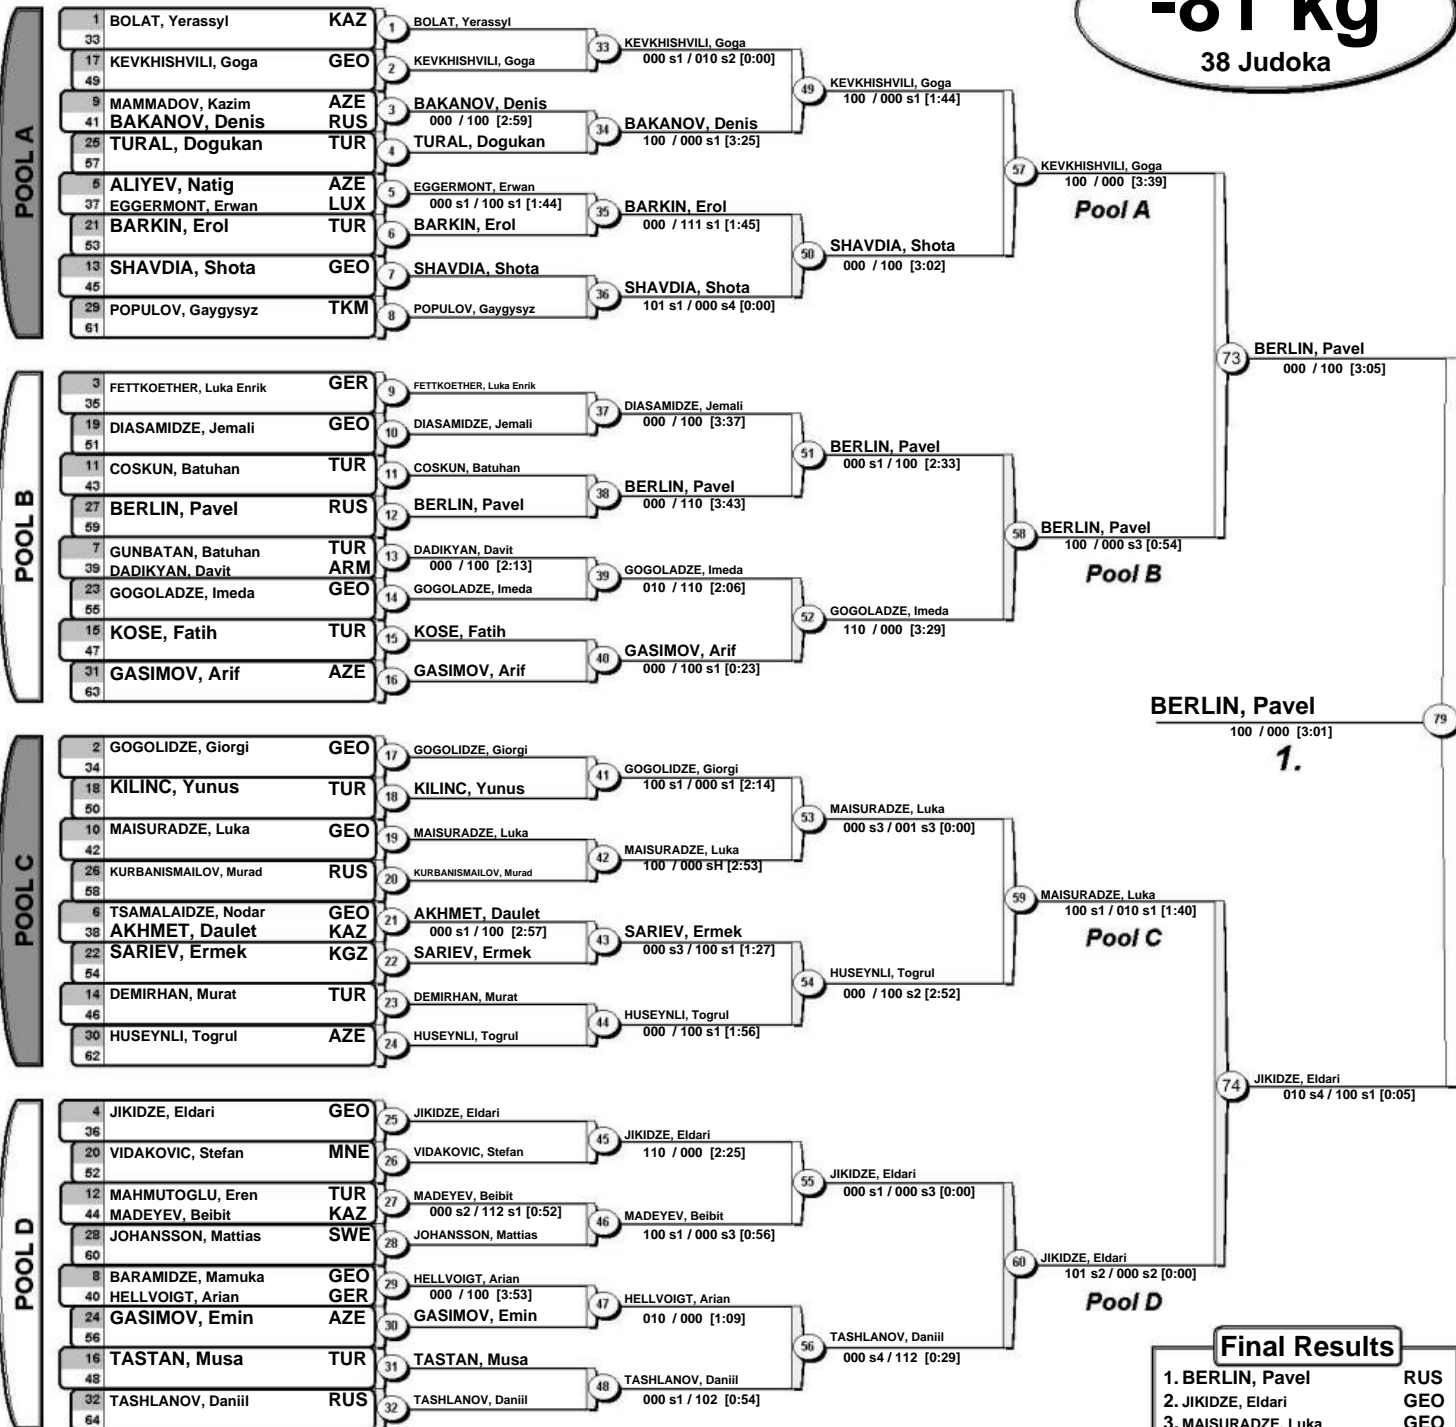 -81 kg
38 Judoka
POOL A
1 BOLAT, Yerassyl KAZ
33
17 KEVKHISHVILI, Goga GEO
49
9 MAMMADOV, Kazim AZE
41 BAKANOV, Denis RUS
25 TURAL, Dogukan TUR
57
5 ALIYEV, Natig AZE
37 EGGERMONT, Erwan LUX
21 BARKIN, Erol TUR
53
13 SHAVDIA, Shota GEO
45
29 POPULOV, Gaygysyz TKM
61
1 BOLAT, Yerassyl
2 KEVKHISHVILI, Goga
3 BAKANOV, Denis
000 / 100 [2:59]
4 TURAL, Dogukan
5 EGGERMONT, Erwan
000 s1 / 100 s1 [1:44]
6 BARKIN, Erol
7 SHAVDIA, Shota
8 POPULOV, Gaygysyz
33 KEVKHISHVILI, Goga
000 s1 / 010 s2 [0:00]
34 BAKANOV, Denis
100 / 000 s1 [3:25]
35 BARKIN, Erol
000 / 111 s1 [1:45]
36 SHAVDIA, Shota
101 s1 / 000 s4 [0:00]
49 KEVKHISHVILI, Goga
100 / 000 s1 [1:44]
50 SHAVDIA, Shota
000 / 100 [3:02]
57 KEVKHISHVILI, Goga
100 / 000 [3:39]
Pool A
POOL B
3 FETTKOETHER, Luka Enrik GER
35
19 DIASAMIDZE, Jemali GEO
51
11 COSKUN, Batuhan TUR
43
27 BERLIN, Pavel RUS
59
7 GUNBATAN, Batuhan TUR
39 DADIKYAN, Davit ARM
23 GOGOLADZE, Imeda GEO
55
15 KOSE, Fatih TUR
47
31 GASIMOV, Arif AZE
63
9 FETTKOETHER, Luka Enrik
10 DIASAMIDZE, Jemali
11 COSKUN, Batuhan
12 BERLIN, Pavel
13 DADIKYAN, Davit
000 / 100 [2:13]
14 GOGOLADZE, Imeda
15 KOSE, Fatih
16 GASIMOV, Arif
37 DIASAMIDZE, Jemali
000 / 100 [3:37]
38 BERLIN, Pavel
000 / 110 [3:43]
39 GOGOLADZE, Imeda
010 / 110 [2:06]
40 GASIMOV, Arif
000 / 100 s1 [0:23]
51 BERLIN, Pavel
000 s1 / 100 [2:33]
52 GOGOLADZE, Imeda
110 / 000 [3:29]
58 BERLIN, Pavel
100 / 000 s3 [0:54]
Pool B
73 BERLIN, Pavel
000 / 100 [3:05]
BERLIN, Pavel 79
100 / 000 [3:01]
1.
POOL C
2 GOGOLIDZE, Giorgi GEO
34
18 KILINC, Yunus TUR
50
10 MAISURADZE, Luka GEO
42
26 KURBANISMAILOV, Murad RUS
58
6 TSAMALAIDZE, Nodar GEO
38 AKHMET, Daulet KAZ
22 SARIEV, Ermek KGZ
54
14 DEMIRHAN, Murat TUR
46
30 HUSEYNLI, Togrul AZE
62
17 GOGOLIDZE, Giorgi
18 KILINC, Yunus
19 MAISURADZE, Luka
20 KURBANISMAILOV, Murad
21 AKHMET, Daulet
000 s1 / 100 [2:57]
22 SARIEV, Ermek
23 DEMIRHAN, Murat
24 HUSEYNLI, Togrul
41 GOGOLIDZE, Giorgi
100 s1 / 000 s1 [2:14]
42 MAISURADZE, Luka
100 / 000 sH [2:53]
43 SARIEV, Ermek
000 s3 / 100 s1 [1:27]
44 HUSEYNLI, Togrul
000 / 100 s1 [1:56]
53 MAISURADZE, Luka
000 s3 / 001 s3 [0:00]
54 HUSEYNLI, Togrul
000 / 100 s2 [2:52]
59 MAISURADZE, Luka
100 s1 / 010 s1 [1:40]
Pool C
POOL D
4 JIKIDZE, Eldari GEO
36
20 VIDAKOVIC, Stefan MNE
52
12 MAHMUTOGLU, Eren TUR
44 MADEYEV, Beibit KAZ
28 JOHANSSON, Mattias SWE
60
8 BARAMIDZE, Mamuka GEO
40 HELLVOIGT, Arian GER
24 GASIMOV, Emin AZE
56
16 TASTAN, Musa TUR
48
32 TASHLANOV, Daniil RUS
64
25 JIKIDZE, Eldari
26 VIDAKOVIC, Stefan
27 MADEYEV, Beibit
000 s2 / 112 s1 [0:52]
28 JOHANSSON, Mattias
29 HELLVOIGT, Arian
000 / 100 [3:53]
30 GASIMOV, Emin
31 TASTAN, Musa
32 TASHLANOV, Daniil
45 JIKIDZE, Eldari
110 / 000 [2:25]
46 MADEYEV, Beibit
100 s1 / 000 s3 [0:56]
47 HELLVOIGT, Arian
010 / 000 [1:09]
48 TASHLANOV, Daniil
000 s1 / 102 [0:54]
55 JIKIDZE, Eldari
000 s1 / 000 s3 [0:00]
56 TASHLANOV, Daniil
000 s4 / 112 [0:29]
60 JIKIDZE, Eldari
101 s2 / 000 s2 [0:00]
Pool D
74 JIKIDZE, Eldari
010 s4 / 100 s1 [0:05]
Final Results
1. BERLIN, Pavel RUS
2. JIKIDZE, Eldari GEO
3. MAISURADZE, Luka GEO